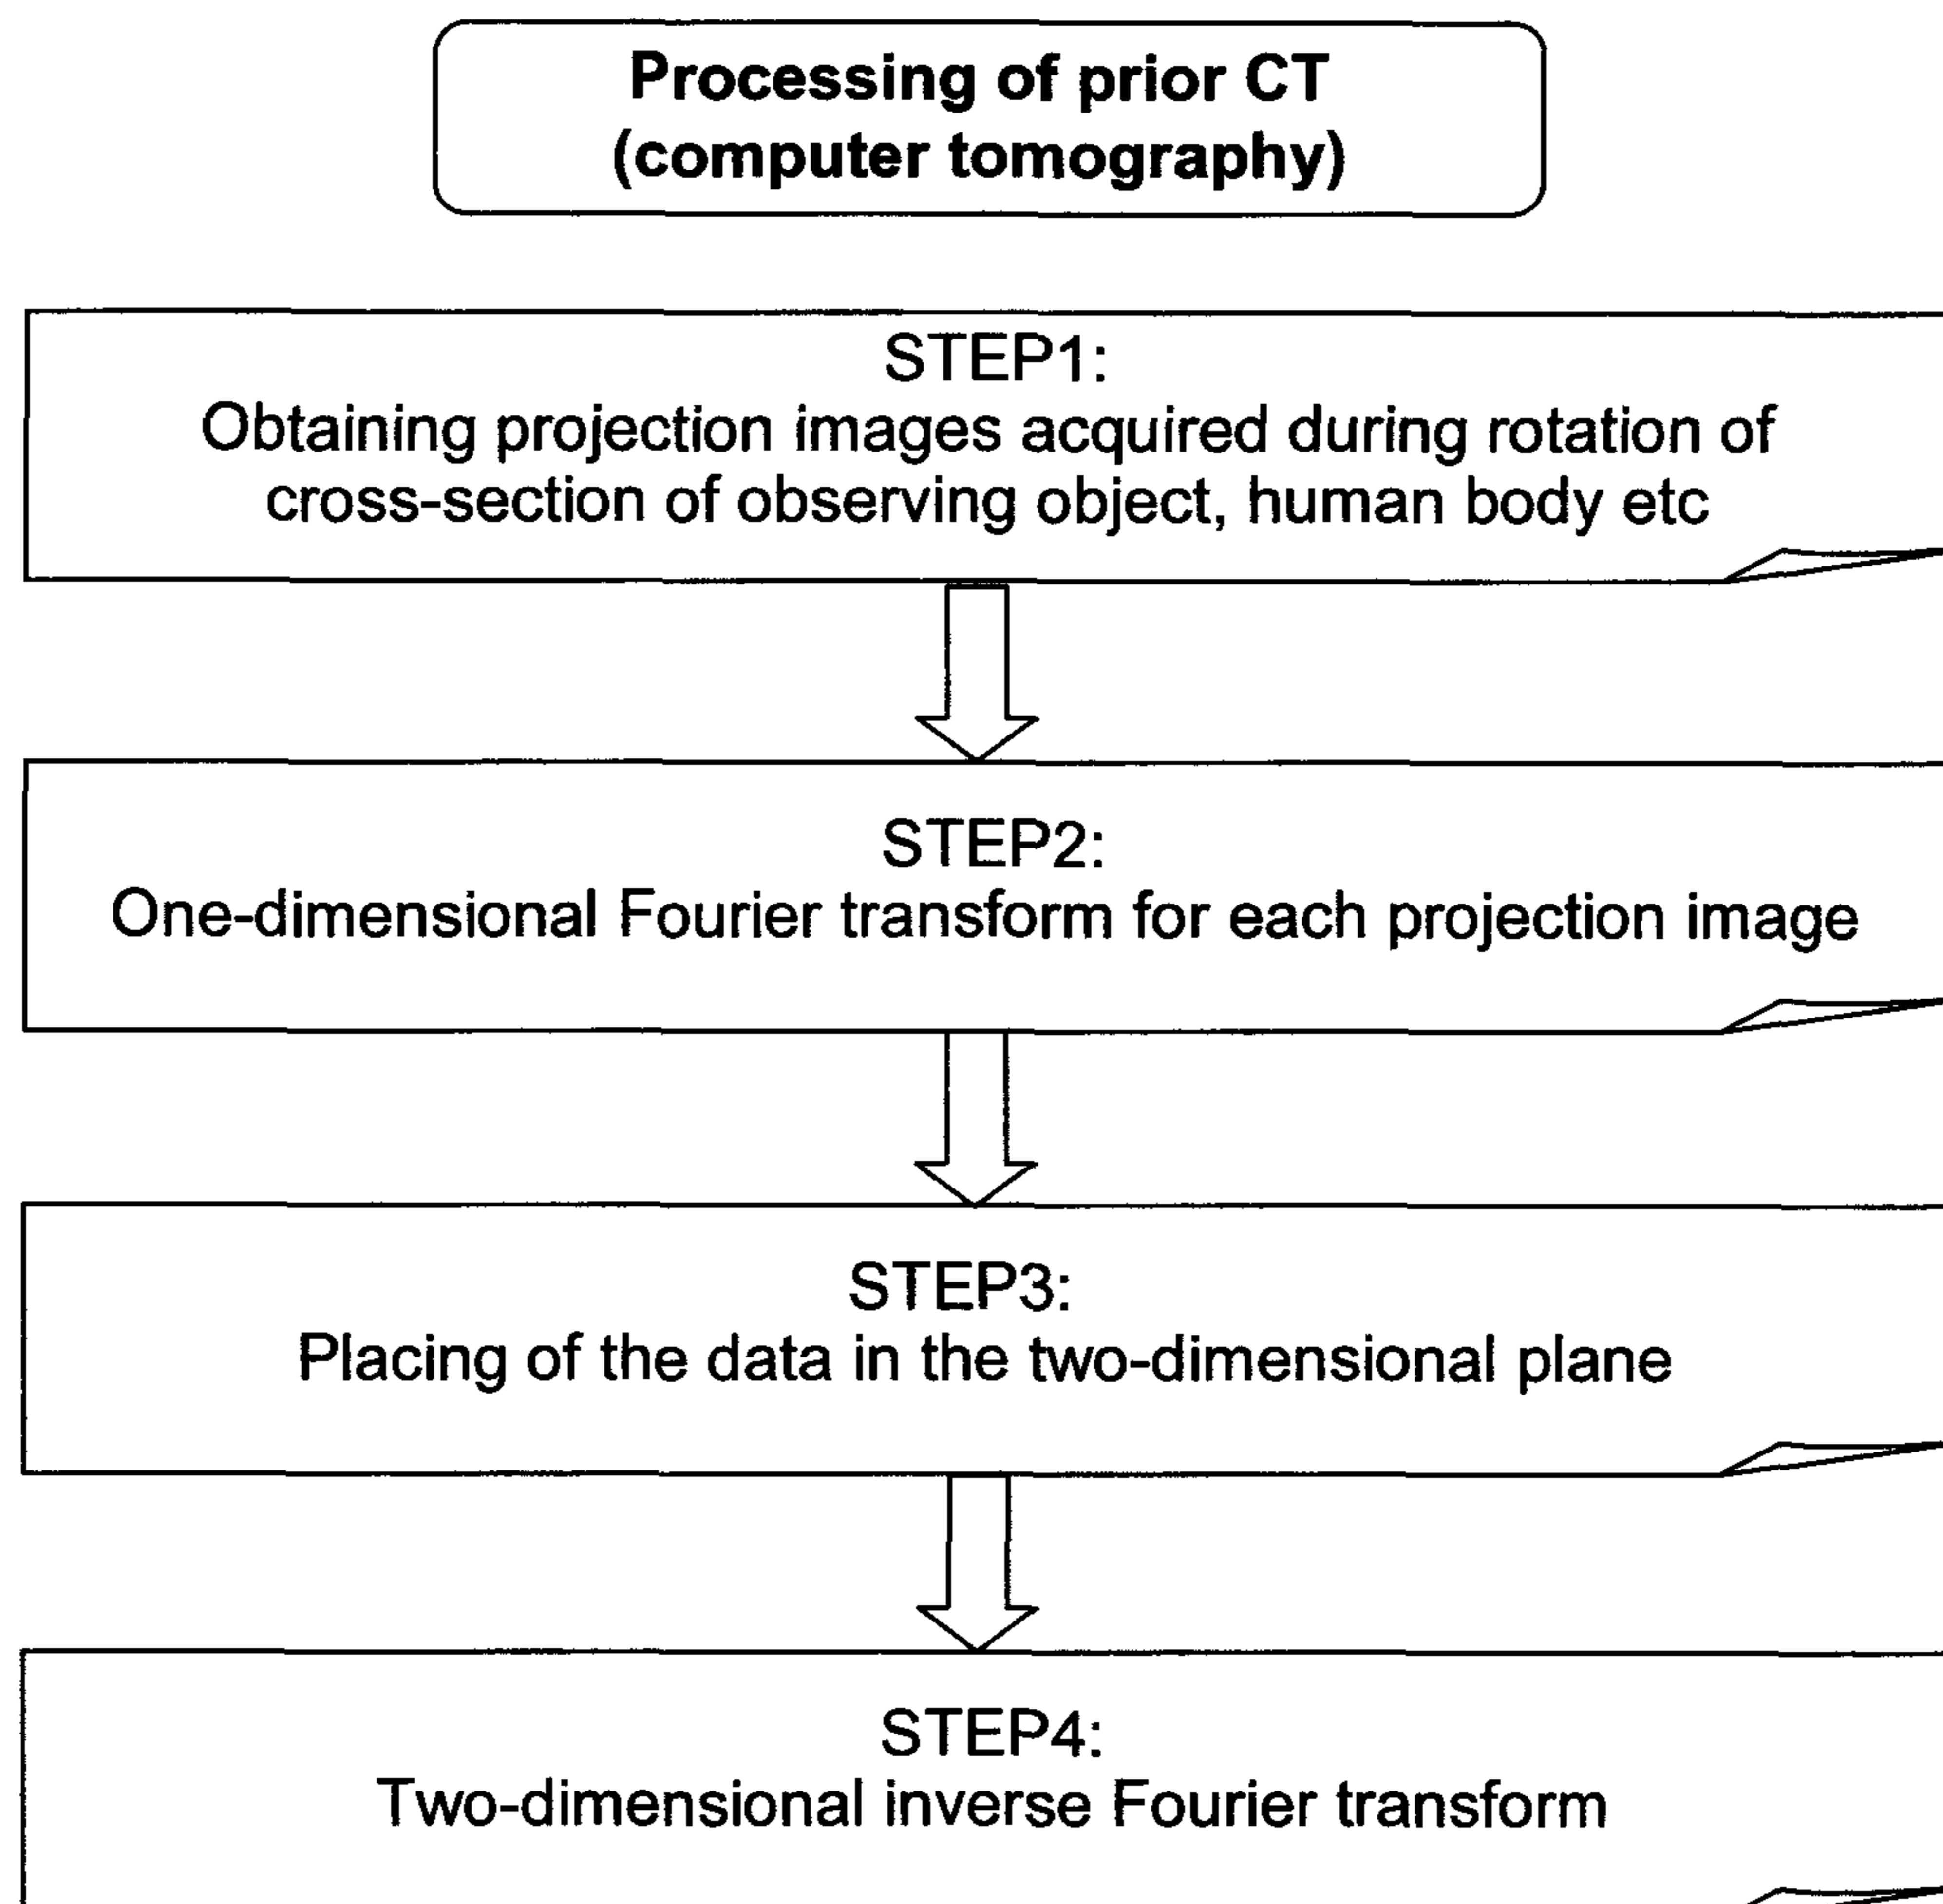 Processing of prior CT
(computer tomography)
STEP1:
Obtaining projection images acquired during rotation of
cross-section of observing object, human body etc
STEP2:
One-dimensional Fourier transform for each projection image
STEP3:
Placing of the data in the two-dimensional plane
STEP4:
Two-dimensional inverse Fourier transform